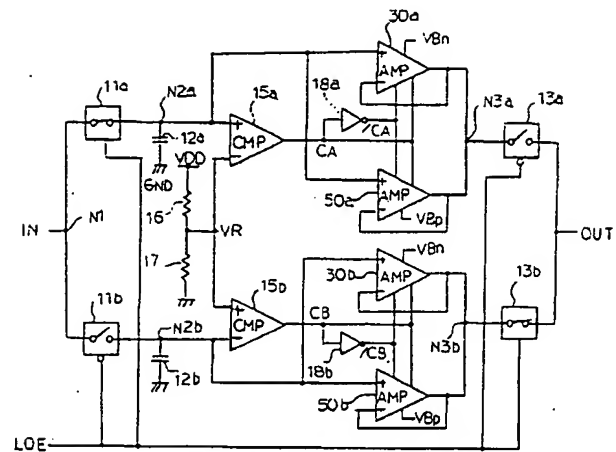 30a
VBn
AMP
18a
11a
N2a
15a
N3a
13a
12a
CMP
/CA
CA
VDD
GND
AMP
50a
VBp
16
IN
N1
VR
OUT
17
VBn
30b
AMP
15b
13b
11b
CB
N2b
CMP
/CB
N3b
12b
18b
AMP
50b
VBp
LOE